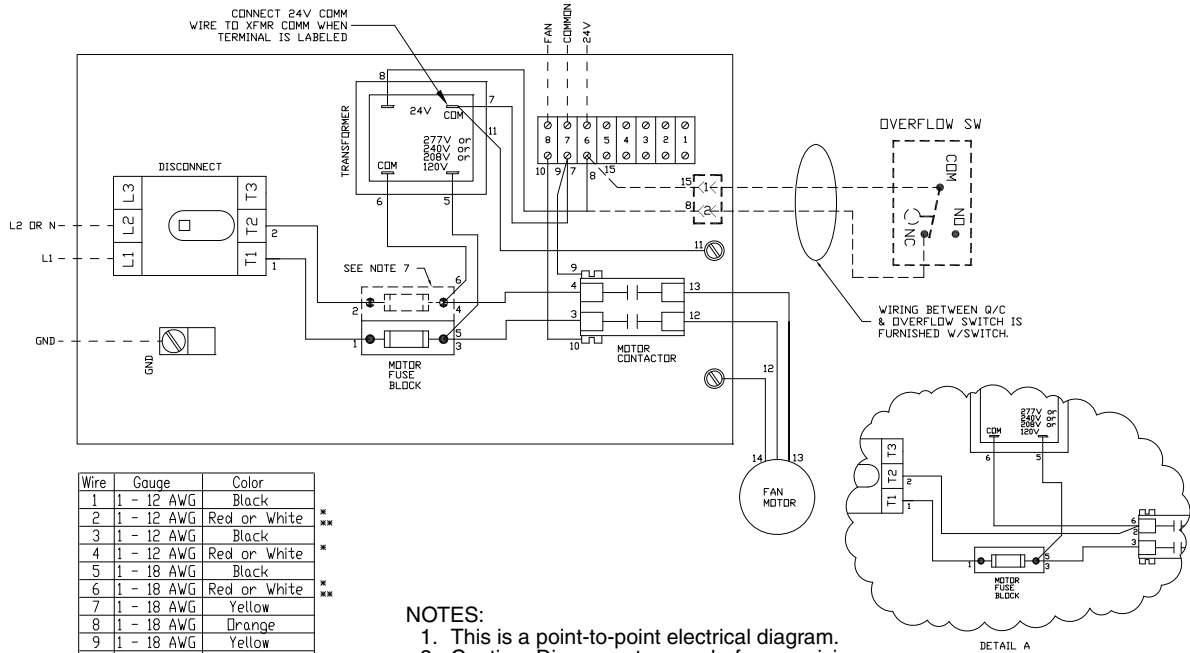 CONNECT 24V COMM
WIRE TO XFMR COMM WHEN
TERMINAL IS LABELED
FAN
COMMON
24V
8
24V
COM
7
11
TRANSFORMER
277V or
240V or
208V or
120V
COM
6
5
8 7 6 5 4 3 2 1
10 9 7 8 15
OVERFLOW SW
COM
NO
NC
15 1
8 2
DISCONNECT
L3 T3
L2 T2
L1 T1
L2 OR N
L1
2
1
11
SEE NOTE 7
6
2 4
5
1 3
9
4 13
3 12
10
MOTOR
CONTACTOR
MOTOR
FUSE
BLOCK
WIRING BETWEEN Q/C
& OVERFLOW SWITCH IS
FURNISHED W/SWITCH.
GND
GND
12
14 13
FAN
MOTOR
277V or
240V or
208V or
120V
COM
6 5
T3
T2 2
T1 1
6
2
3
1 5
3
MOTOR
FUSE
BLOCK
DETAIL A
Wire Gauge Color
1 1 - 12 AWG Black
2 1 - 12 AWG Red or White * **
3 1 - 12 AWG Black
4 1 - 12 AWG Red or White *
5 1 - 18 AWG Black
6 1 - 18 AWG Red or White * **
7 1 - 18 AWG Yellow
8 1 - 18 AWG Orange
9 1 - 18 AWG Yellow
NOTES:
1. This is a point-to-point electrical diagram.